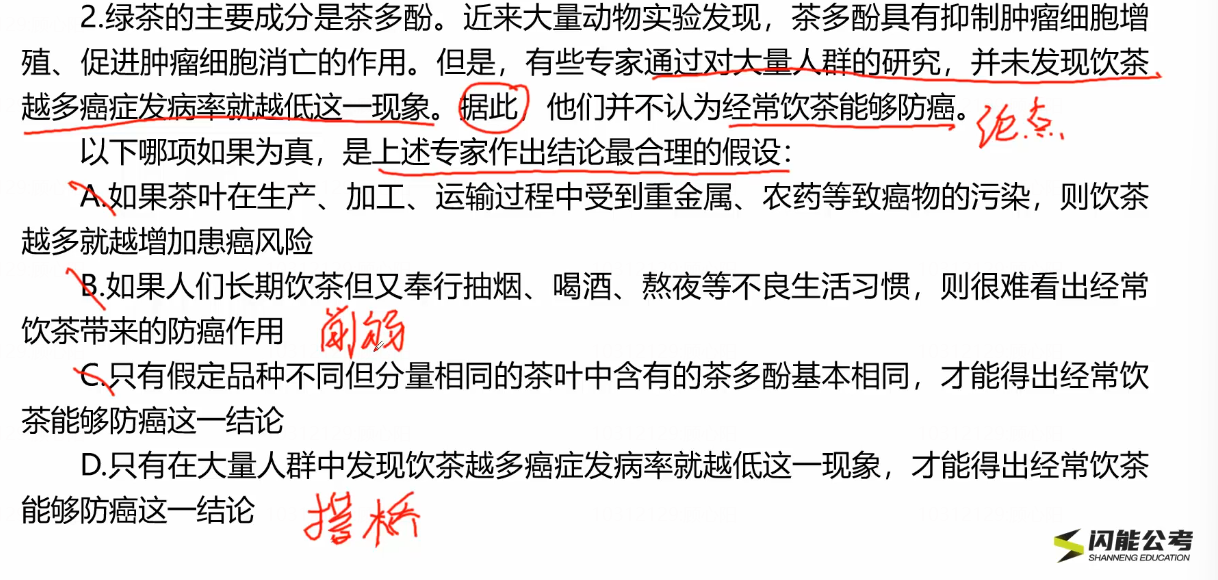 2.绿茶的主要成分是茶多酚。近来大量动物实验发现，茶多酚具有抑制肿瘤细胞增
殖、促进肿瘤细胞消亡的作用。但是，有些专家通过对大量人群的研究，并未发现饮茶
越多癌症发病率就越低这一现象。据此，他们并不认为经常饮茶能够防癌。
论点
以下哪项如果为真，是上述专家作出结论最合理的假设：
A.如果茶叶在生产、加工、运输过程中受到重金属、农药等致癌物的污染，则饮茶
越多就越增加患癌风险
B.如果人们长期饮茶但又奉行抽烟、喝酒、熬夜等不良生活习惯，则很难看出经常
饮茶带来的防癌作用 削弱
C.只有假定品种不同但分量相同的茶叶中含有的茶多酚基本相同，才能得出经常饮
茶能够防癌这一结论
D.只有在大量人群中发现饮茶越多癌症发病率就越低这一现象，才能得出经常饮茶
能够防癌这一结论 搭桥
闪能公考
SHANNENG EDUCATION